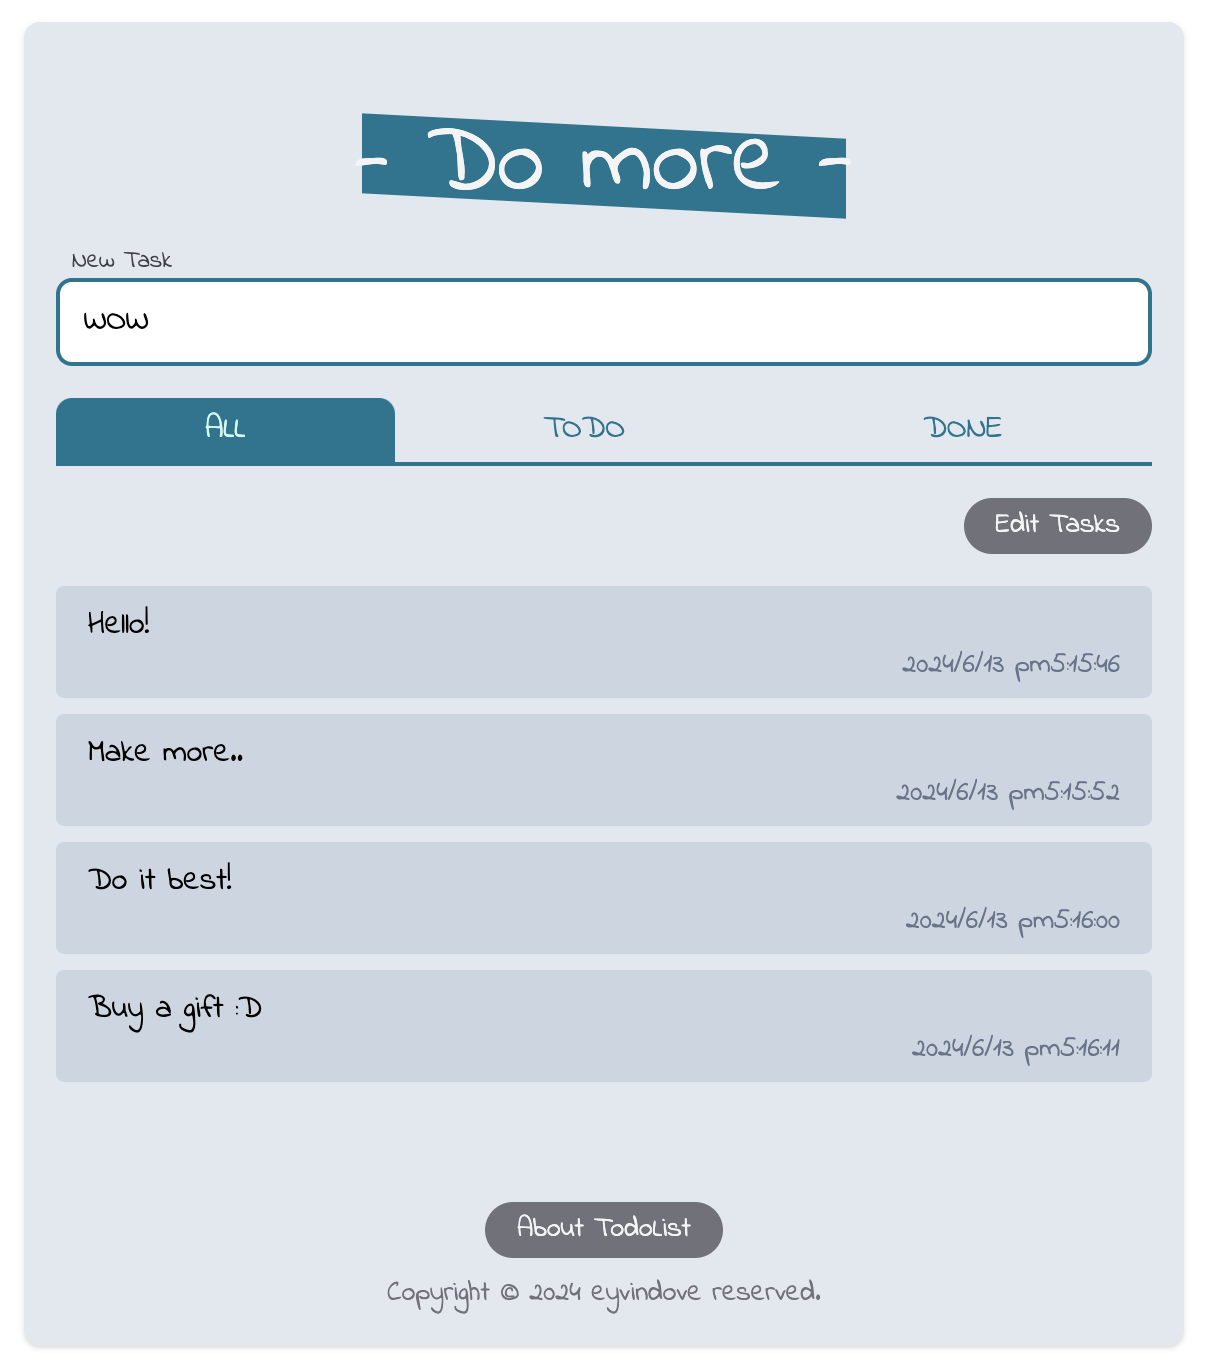 - Do more -
New Task
WOW
ALL TODO DONE
Edit Tasks
Hello!
2024/6/13 pm5:15:46
Make more..
2024/6/13 pm5:15:52
Do it best!
2024/6/13 pm5:16:00
Buy a gift :D
2024/6/13 pm5:16:11
About TodoList
Copyright © 2024 eyvindove reserved.